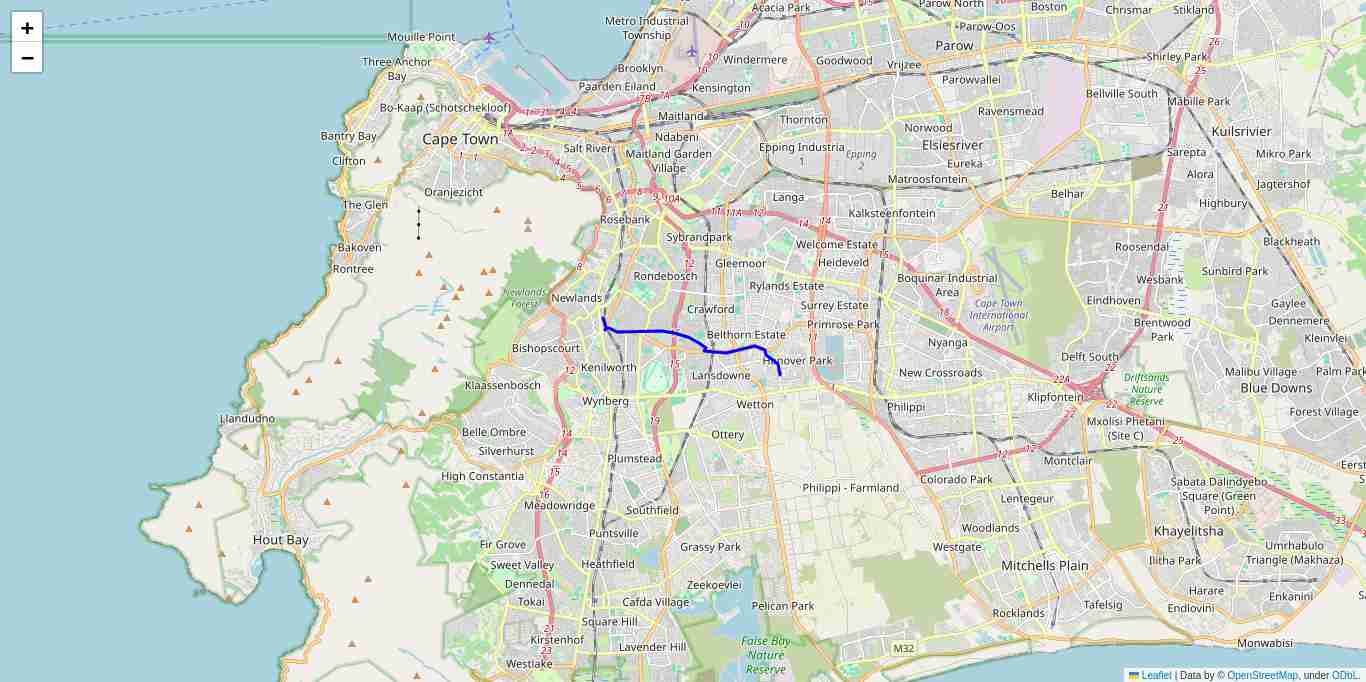 +
−
Mouille Point
Three Anchor
Bay
Bo-Kaap (Schotschekloof)
Bantry Bay
Cape Town
Clifton
Oranjezicht
The Glen
Bakoven
Rontree
Metro Industrial
Township
Acacia Park
Parow North
Boston
Chrismar
Stikland
Parow-Oos
Parow
Shirley Park
Windermere
Goodwood
Vrijzee
Brooklyn
Paarden Eiland
Kensington
Parowvallei
Bellville South
Mabille Park
Maitland
Thornton
Ravensmead
Norwood
Kuilsrivier
Ndabeni
Salt River
Maitland Garden
Village
Epping Industria
1
Epping
2
Elsiesriver
Eureka
Sarepta
Mikro Park
Matroosfontein
Alora
Jagtershof
Langa
Belhar
Highbury
Kalksteenfontein
Rosebank
Sybrandpark
Welcome Estate
Roosendal
Blackheath
Gleemoor
Heideveld
Rondebosch
Boquinar Industrial
Area
Wesbank
Sunbird Park
Rylands Estate
Newlands
Forest
Newlands
Crawford
Surrey Estate
Cape Town
International
Airport
Eindhoven
Gaylee
Primrose Park
Brentwood
Park
Dennemere
Belthorn Estate
Kleinvlei
Bishopscourt
Nyanga
Delft South
Hanover Park
Kenilworth
Lansdowne
New Crossroads
Malibu Village
Palm Park
Klaassenbosch
Driftsands
Nature
Reserve
Blue Downs
Wynberg
Wetton
Philippi
Klipfontein
Forest Village
Llandudno
Belle Ombre
Ottery
Mxolisi Phetani
(Site C)
Silverhurst
Plumstead
Montclair
Eerst
High Constantia
Philippi - Farmland
Colorado Park
Sabata Dalindyebo
Square (Green
Point)
Meadowridge
Southfield
Lentegeur
Hout Bay
Puntsville
Woodlands
Khayelitsha
Fir Grove
Grassy Park
Westgate
Umrhabulo
Triangle (Makhaza)
Sweet Valley
Heathfield
Mitchells Plain
Ilitha Park
Dennedal
Zeekoevlei
Harare
Enkanini
Tokai
Cafda Village
Pelican Park
Tafelsig
Endlovini
Rocklands
Square Hill
Kirstenhof
Lavender Hill
False Bay
Nature
Reserve
M32
Monwabisi
Westlake
Leaflet | Data by © OpenStreetMap, under ODbL.